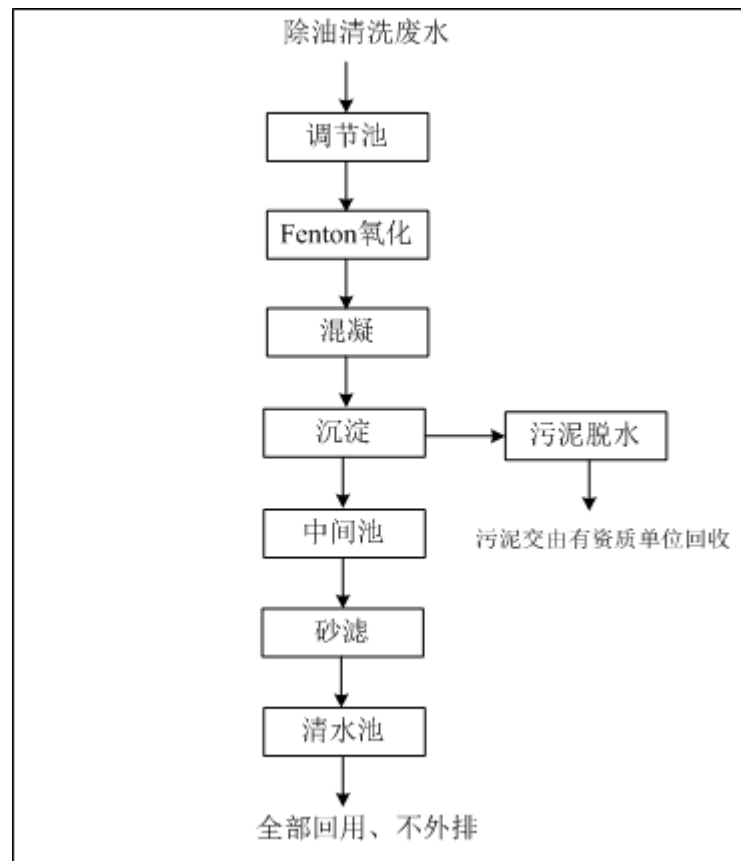 除油清洗废水
调节池
Fenton氧化
混凝
沉淀
污泥脱水
中间池
污泥交由有资质单位回收
砂滤
清水池
全部回用、不外排